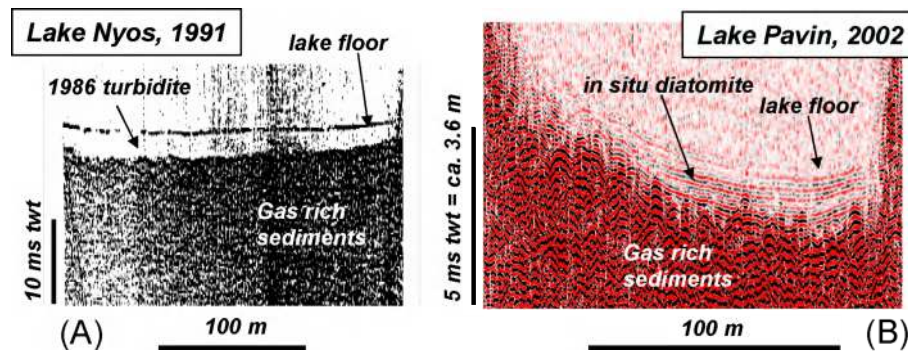 Lake Nyos, 1991
lake floor
1986 turbidite
Gas rich
sediments
10 ms twt
(A)
100 m
Lake Pavin, 2002
in situ diatomite
lake floor
Gas rich
sediments
5 ms twt = ca. 3.6 m
100 m
(B)